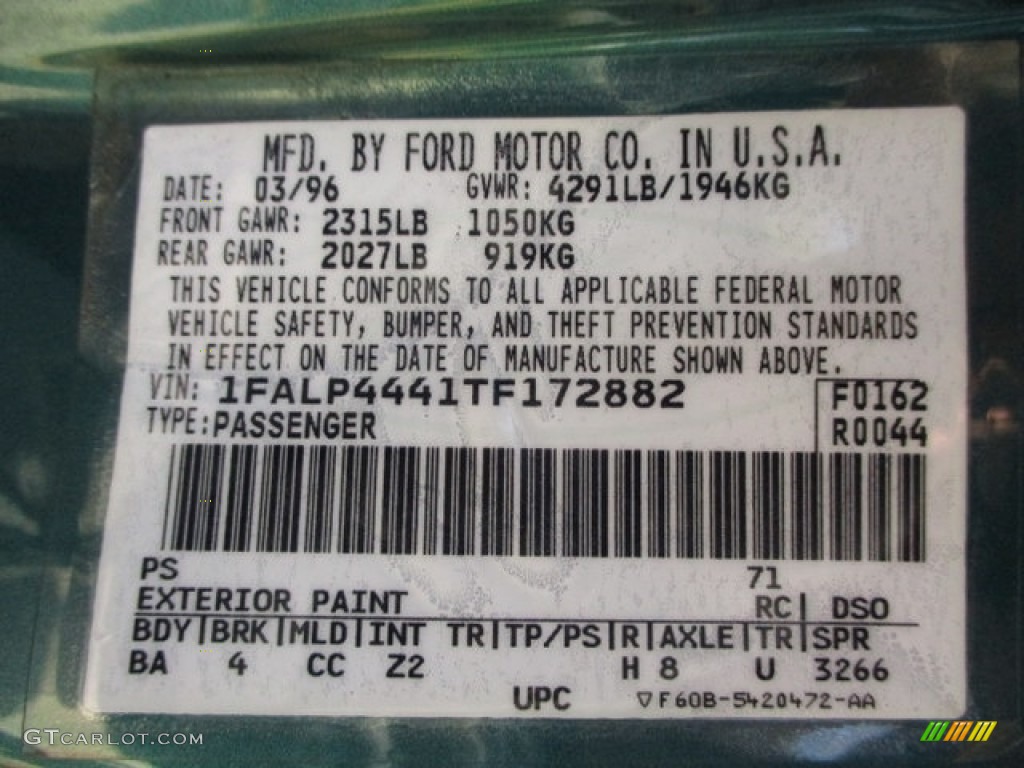 MFD. BY FORD MOTOR CO. IN U.S.A.
DATE: 03/96 GVWR: 4291LB/1946KG
FRONT GAWR: 2315LB 1050KG
REAR GAWR: 2027LB 919KG
THIS VEHICLE CONFORMS TO ALL APPLICABLE FEDERAL MOTOR
VEHICLE SAFETY, BUMPER, AND THEFT PREVENTION STANDARDS
IN EFFECT ON THE DATE OF MANUFACTURE SHOWN ABOVE.
VIN: 1FALP4441TF172882 F0162
TYPE: PASSENGER R0044
PS 71
EXTERIOR PAINT RC| DSO
BDY|BRK|MLD|INT TR|TP/PS|R|AXLE|TR|SPR
BA 4 CC Z2 H 8 U 3266
UPC ▽F60B-5420472-AA
GTCARLOT.COM